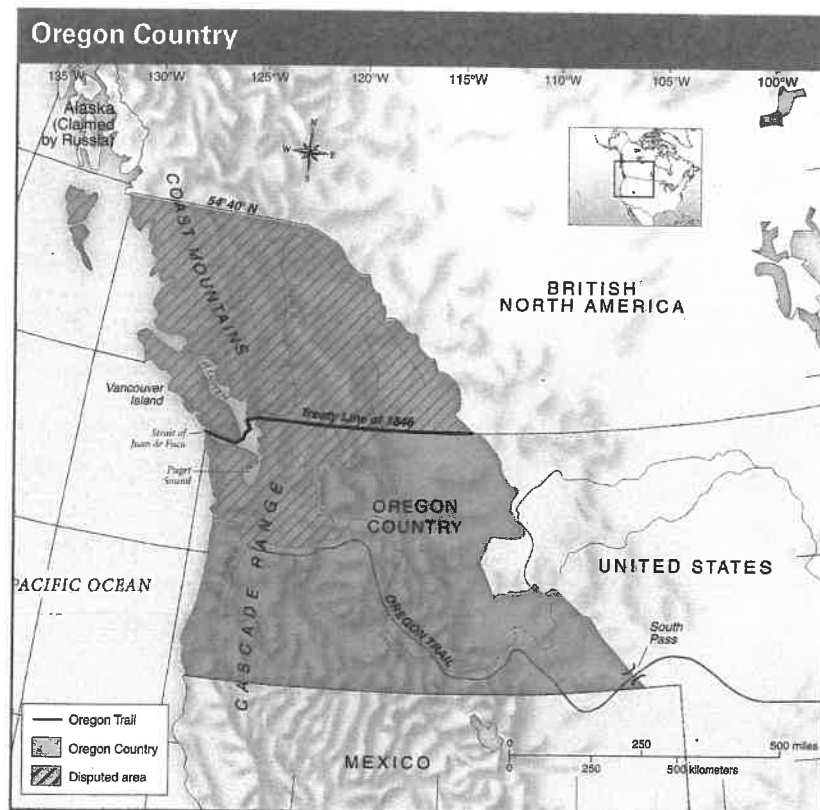 Oregon Country
135°W
130°W
125°W
120°W
115°W
110°W
105°W
100°W
Alaska
(Claimed
by Russia)
N
W
E
S
54°40' N
COAST MOUNTAINS
BRITISH
NORTH AMERICA
Vancouver
Island
Treaty Line of 1846
Strait of
Juan de Fuca
Puget
Sound
OREGON
COUNTRY
UNITED STATES
PACIFIC OCEAN
CASCADE RANGE
OREGON TRAIL
South
Pass
Oregon Trail
Oregon Country
Disputed area
MEXICO
0
250
500 miles
0
250
500 kilometers